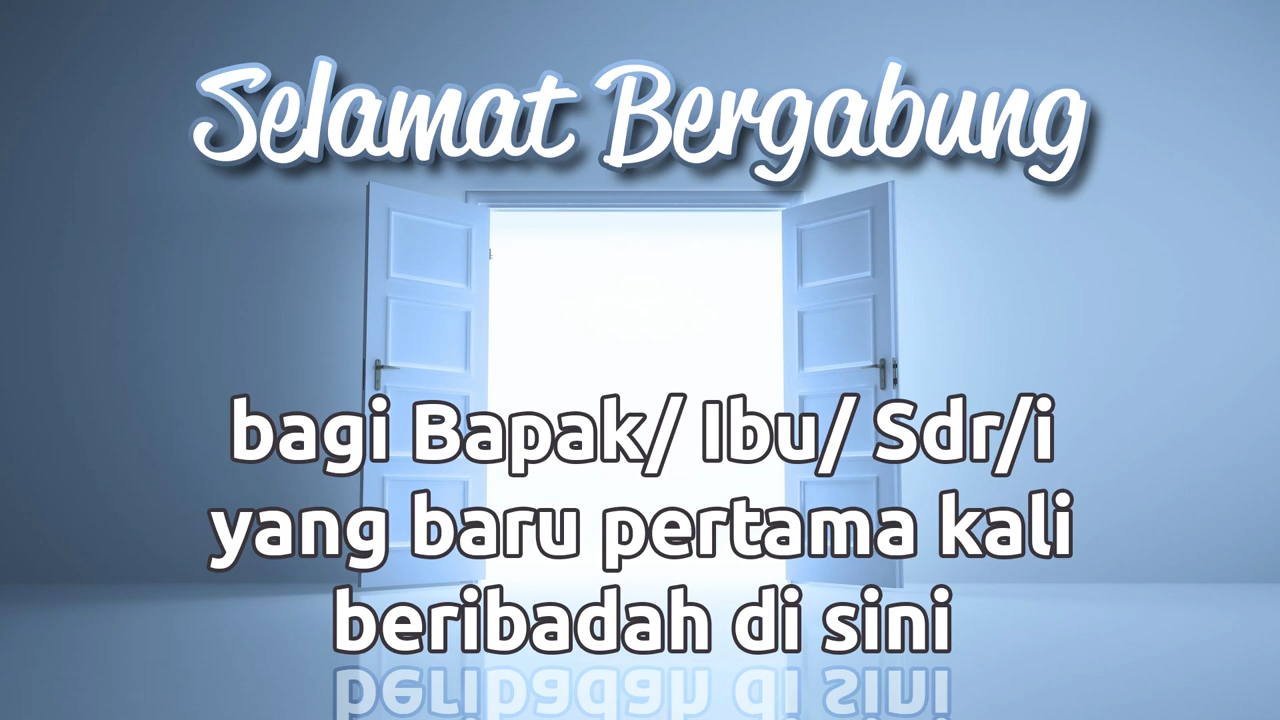 Selamat Bergabung
bagi Bapak/ Ibu/ Sdr/i
yang baru pertama kali
beribadah di sini